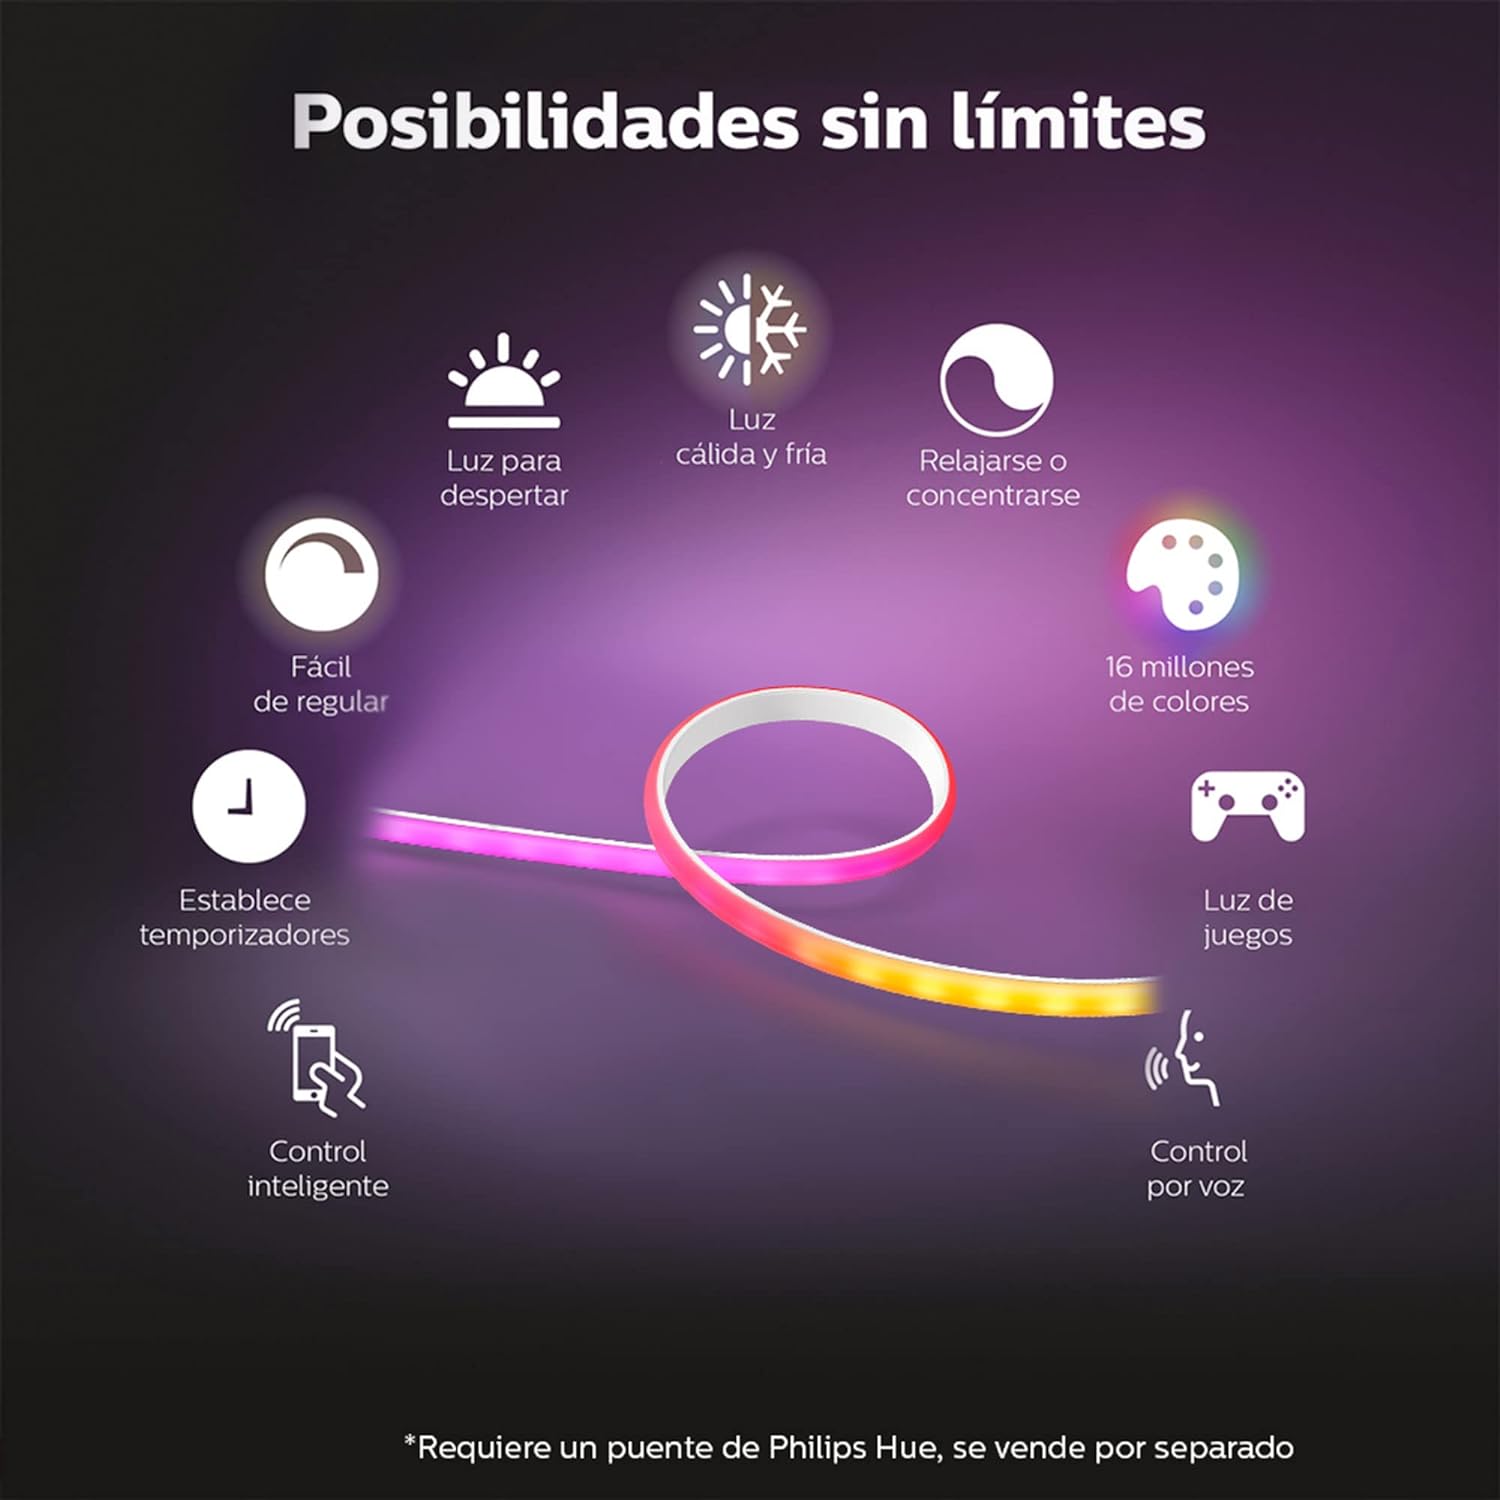 Posibilidades sin límites
Luz
cálida y fría
Luz para
despertar
Relajarse o
concentrarse
Fácil
de regular
16 millones
de colores
Establece
temporizadores
Luz de
juegos
Control
inteligente
Control
por voz
*Requiere un puente de Philips Hue, se vende por separado